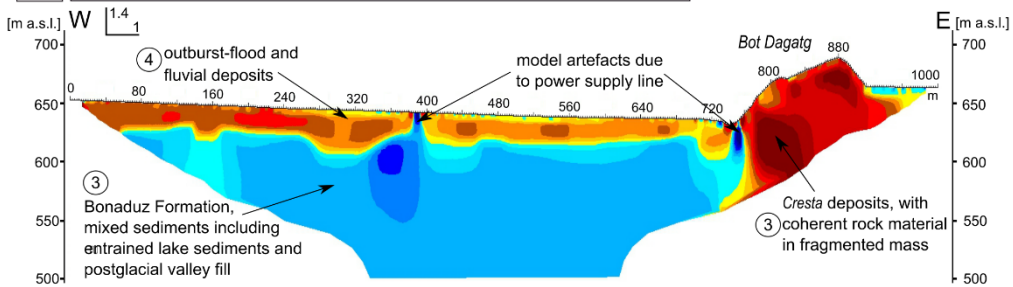 [m a.s.l.] W 1.4 1
E [m a.s.l.]
Bot Dagatg
④ outburst-flood and
fluvial deposits
model artefacts due
to power supply line
700
650
600
550
500
700
650
600
550
500
0 80 160 240 320 360 400 480 560 640 720 800 880 1000
m
③
Bonaduz Formation,
mixed sediments including
entrained lake sediments and
postglacial valley fill
Cresta deposits, with
③ coherent rock material
in fragmented mass